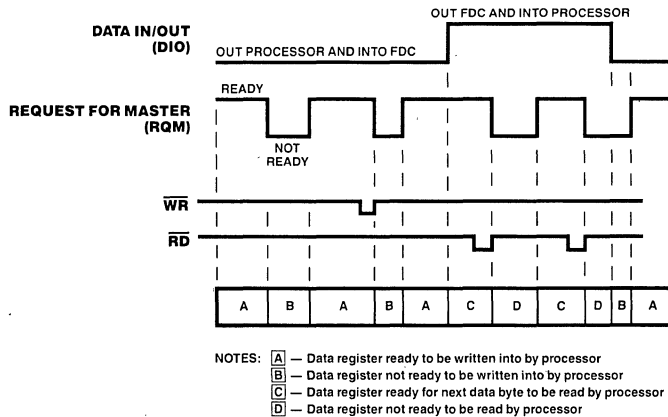 OUT FDC AND INTO PROCESSOR
DATA IN/OUT
(DIO)
OUT PROCESSOR AND INTO FDC
READY
REQUEST FOR MASTER
(RQM)
NOT
READY
WR
RD
A B A B A C D C D B A
NOTES: A — Data register ready to be written into by processor
B — Data register not ready to be written into by processor
C — Data register ready for next data byte to be read by processor
D — Data register not ready to be read by processor